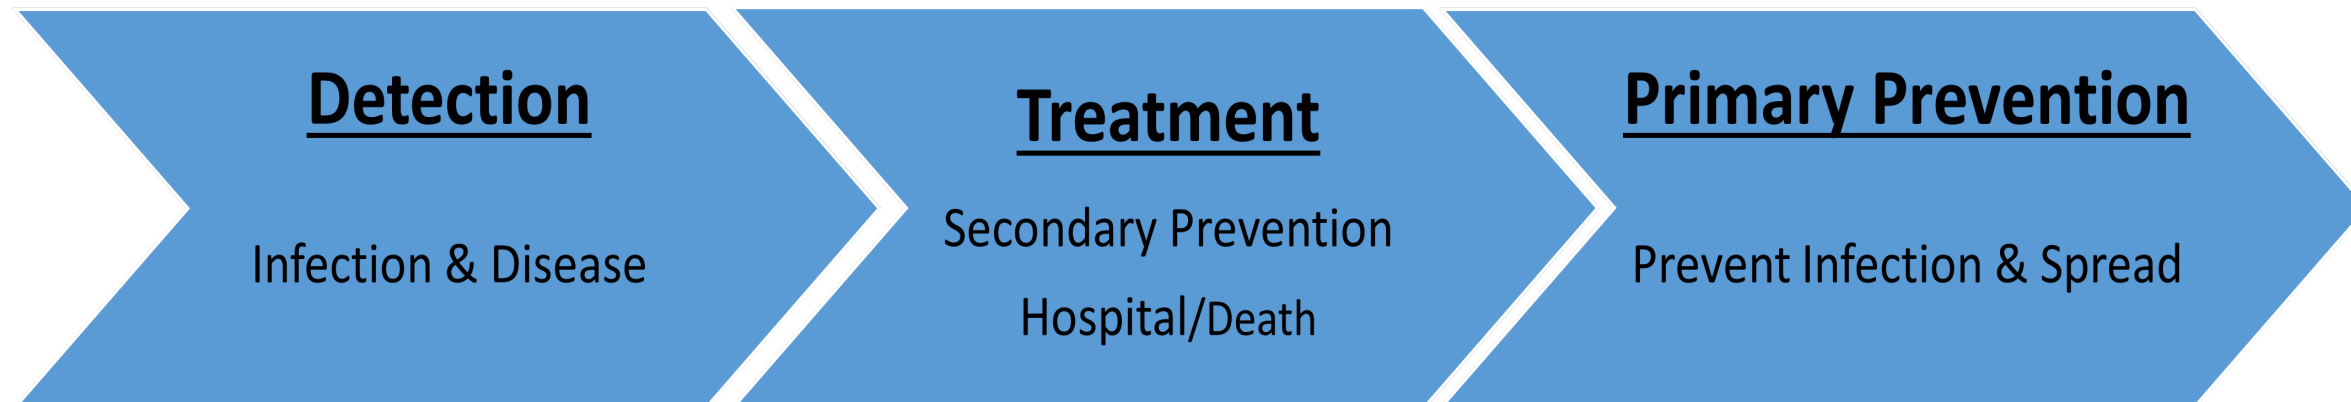 Detection
Infection & Disease
Treatment
Secondary Prevention
Hospital/Death
Primary Prevention
Prevent Infection & Spread